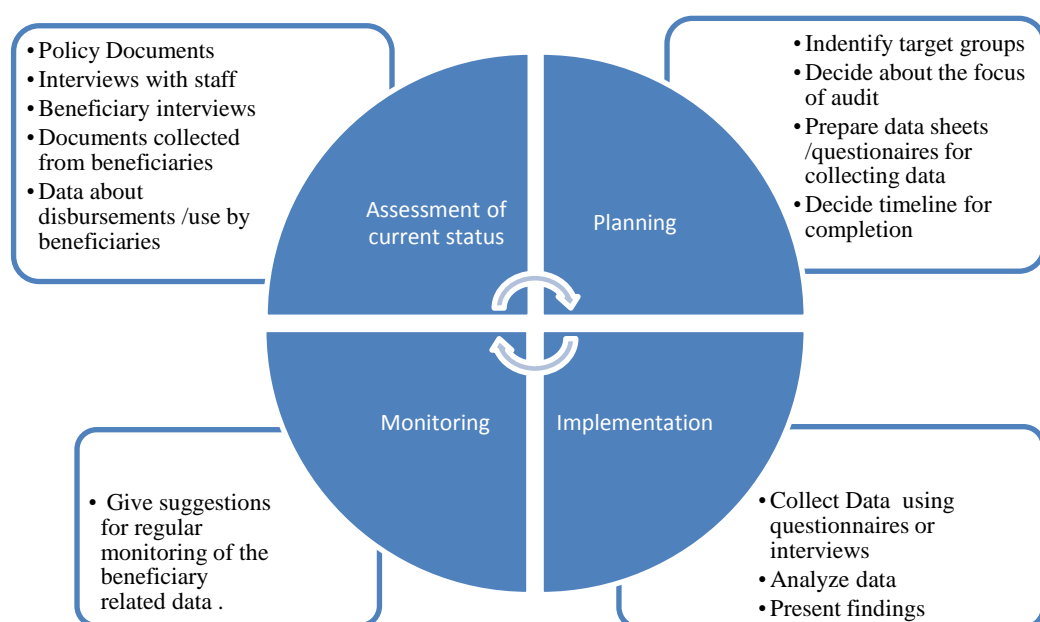 • Policy Documents
• Interviews with staff
• Beneficiary interviews
• Documents collected
from beneficiaries
• Data about
disbursements /use by
beneficiaries
Assessment of
current status
• Indentify target groups
• Decide about the focus
of audit
• Prepare data sheets
/questionaires for
collecting data
• Decide timeline for
completion
Planning
Monitoring
• Give suggestions
for regular
monitoring of the
beneficiary
related data .
Implementation
• Collect Data using
questionnaires or
interviews
• Analyze data
• Present findings